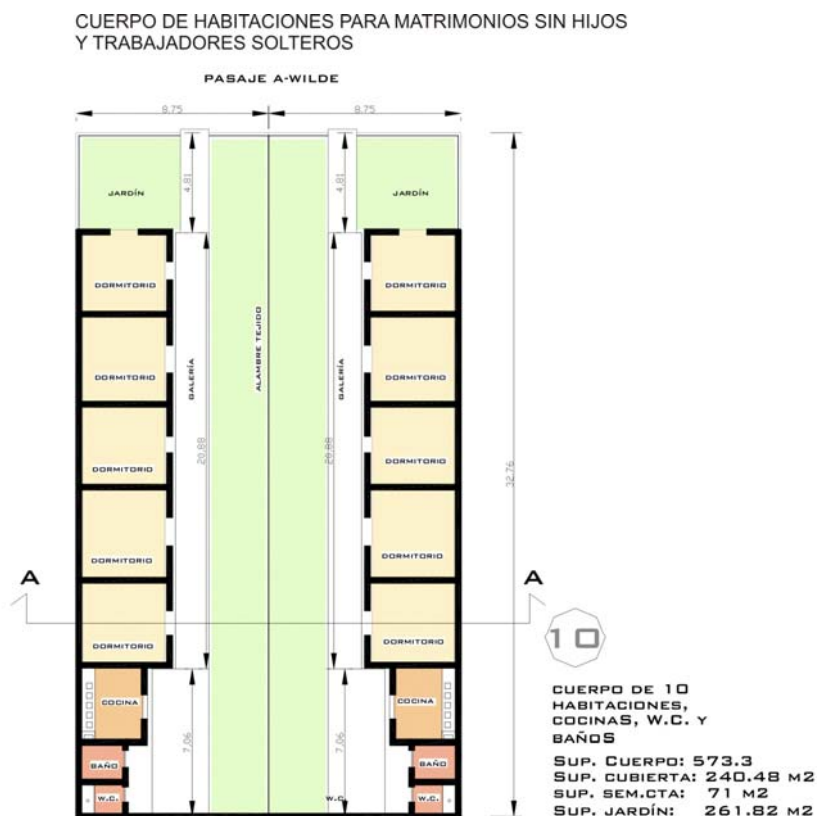 CUERPO DE HABITACIONES PARA MATRIMONIOS SIN HIJOS
Y TRABAJADORES SOLTEROS
PASAJE A-WILDE
8.75 8.75
4.81 4.81
JARDÍN JARDÍN
DORMITORIO DORMITORIO
GALERÍA ALAMBRE TEJIDO GALERÍA
DORMITORIO DORMITORIO
20.88 20.88
32.76
DORMITORIO DORMITORIO
DORMITORIO DORMITORIO
A A
DORMITORIO DORMITORIO
10
COCINA COCINA
7.06 7.06
BAÑO BAÑO
W.C. W.C. W.C.
CUERPO DE 10
HABITACIONES,
COCINAS, W.C. Y
BAÑOS
SUP. CUERPO: 573.3
SUP. CUBIERTA: 240.48 M2
SUP. SEM.CTA: 71 M2
SUP. JARDÍN: 261.82 M2